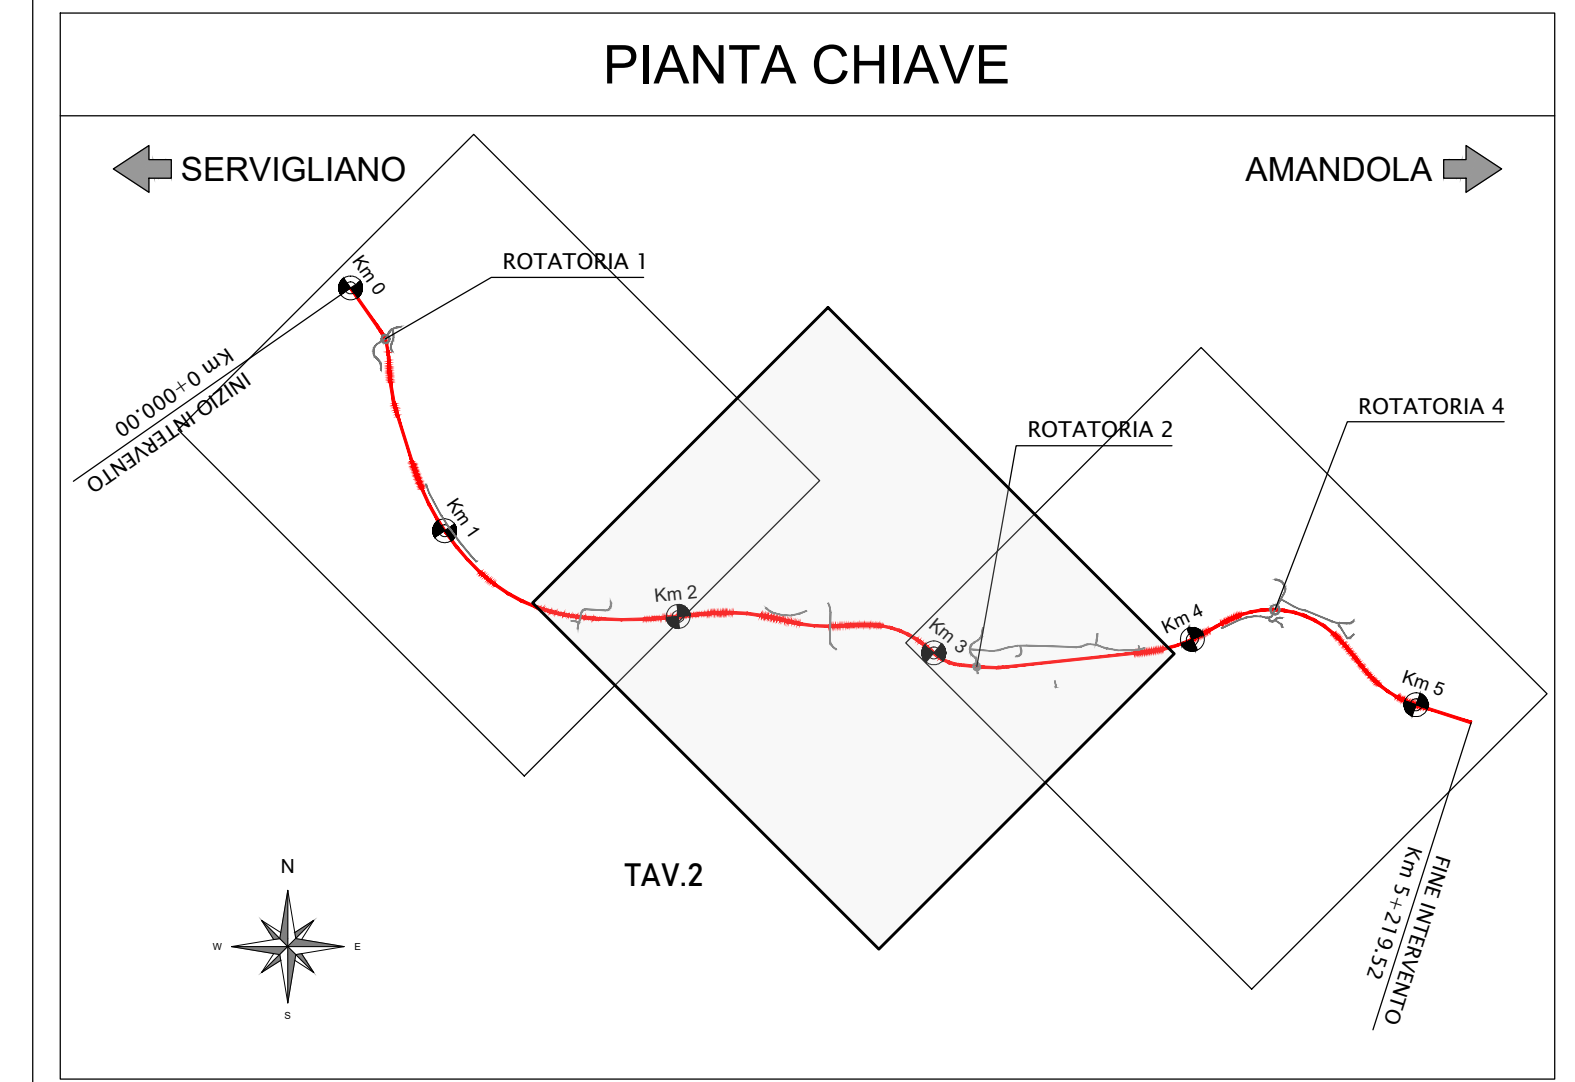 PIANTA CHIAVE
SERVIGLIANO
AMANDOLA
ROTATORIA 1
Km 0
Km 0+000.00
INIZIO INTERVENTO
ROTATORIA 4
ROTATORIA 2
Km 1
Km 2
Km 3
Km 4
Km 5
TAV.2
FINE INTERVENTO
Km 5+219.52
N
W
E
S